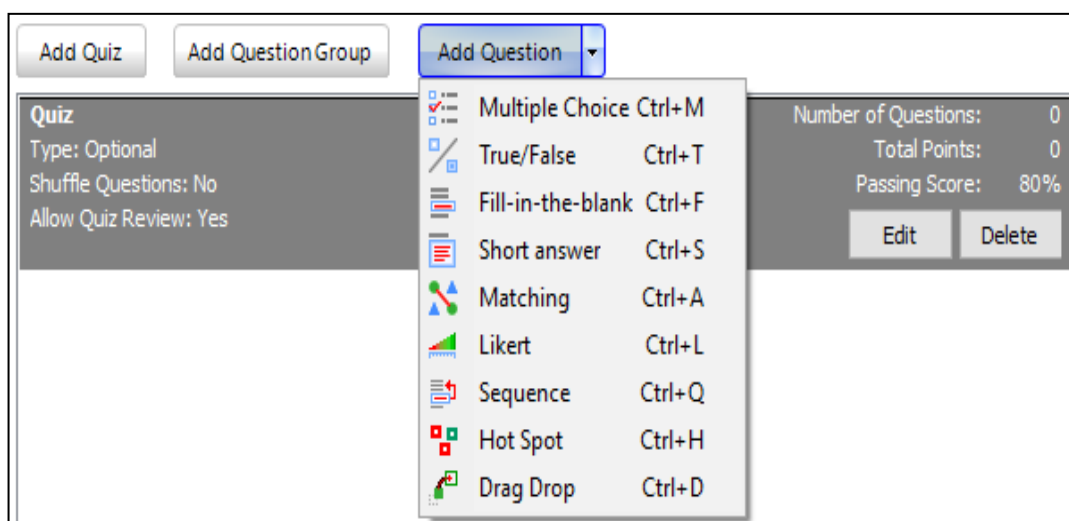 Add Quiz Add Question Group Add Question
Quiz
Type: Optional
Shuffle Questions: No
Allow Quiz Review: Yes
Multiple Choice Ctrl+M
True/False Ctrl+T
Fill-in-the-blank Ctrl+F
Short answer Ctrl+S
Matching Ctrl+A
Likert Ctrl+L
Sequence Ctrl+Q
Hot Spot Ctrl+H
Drag Drop Ctrl+D
Number of Questions: 0
Total Points: 0
Passing Score: 80%
Edit Delete